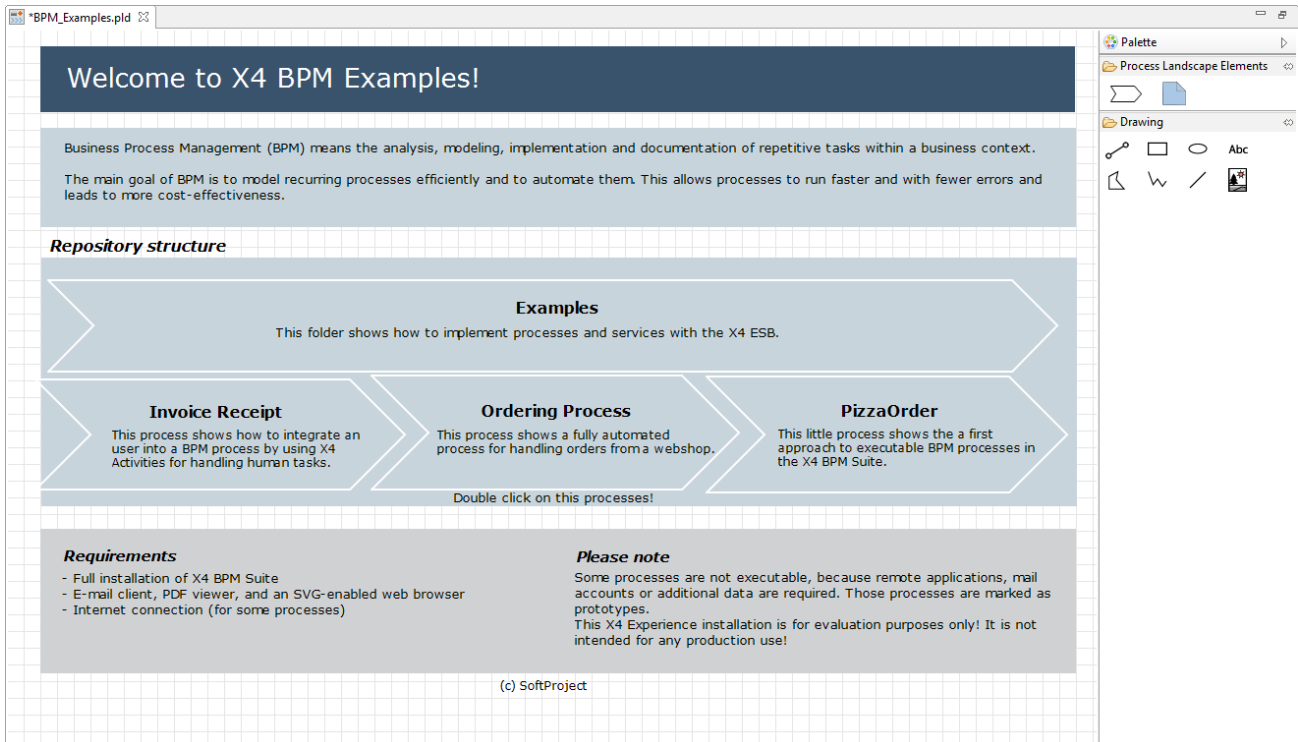 *BPM_Examples.pld
Palette
Process Landscape Elements
Drawing
Abc
Welcome to X4 BPM Examples!
Business Process Management (BPM) means the analysis, modeling, implementation and documentation of repetitive tasks within a business context.
The main goal of BPM is to model recurring processes efficiently and to automate them. This allows processes to run faster and with fewer errors and
leads to more cost-effectiveness.
Repository structure
Examples
This folder shows how to implement processes and services with the X4 ESB.
Invoice Receipt
This process shows how to integrate an
user into a BPM process by using X4
Activities for handling human tasks.
Ordering Process
This process shows a fully automated
process for handling orders from a webshop.
PizzaOrder
This little process shows the a first
approach to executable BPM processes in
the X4 BPM Suite.
Double click on this processes!
Requirements
- Full installation of X4 BPM Suite
- E-mail client, PDF viewer, and an SVG-enabled web browser
- Internet connection (for some processes)
Please note
Some processes are not executable, because remote applications, mail
accounts or additional data are required. Those processes are marked as
prototypes.
This X4 Experience installation is for evaluation purposes only! It is not
intended for any production use!
(c) SoftProject